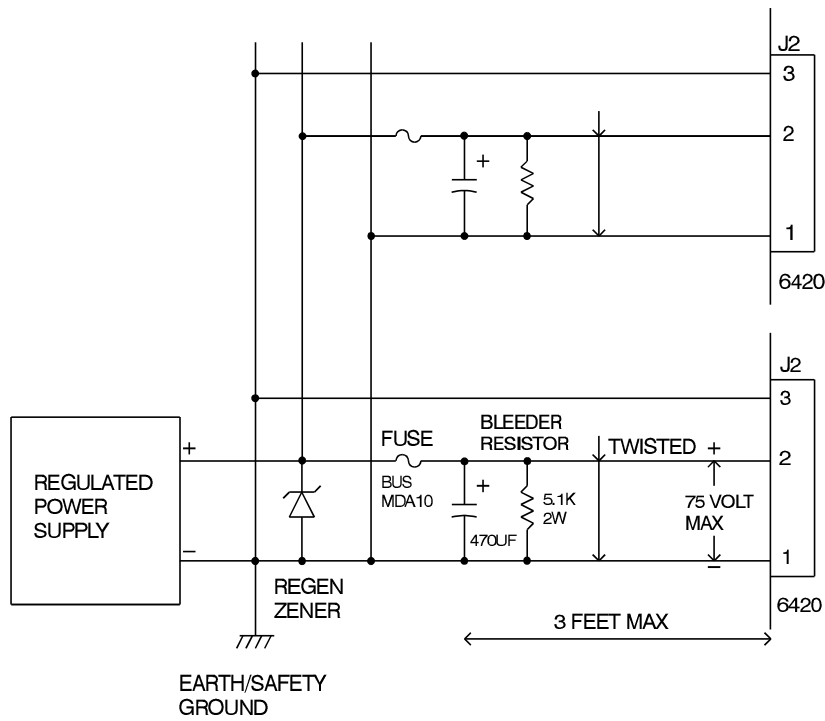 J2
3
2
+
1
6420
J2
3
+
FUSE
BLEEDER
RESISTOR
TWISTED
+
2
REGULATED
POWER
SUPPLY
BUS
MDA10
+
5.1K
2W
75 VOLT
MAX
470UF
−
1
−
REGEN
ZENER
6420
3 FEET MAX
EARTH/SAFETY
GROUND